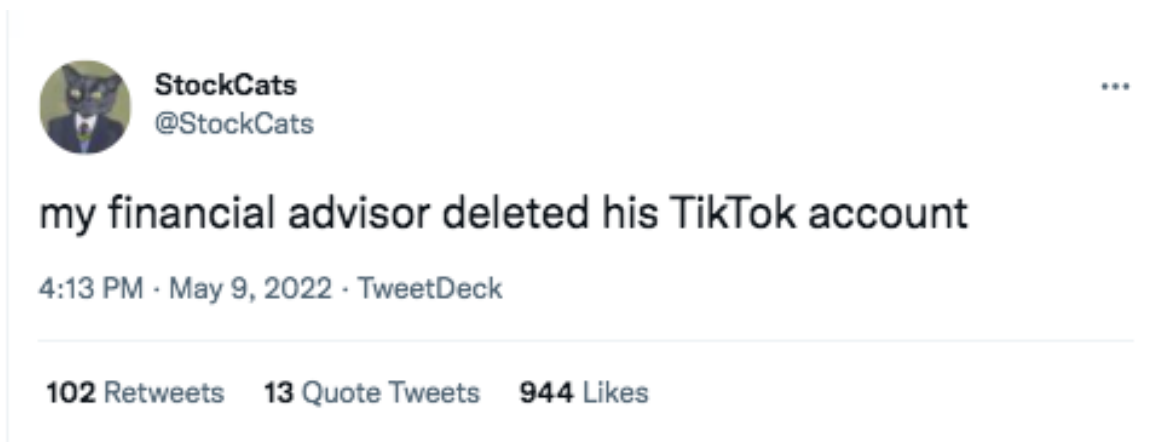 StockCats
@StockCats
my financial advisor deleted his TikTok account
4:13 PM · May 9, 2022 · TweetDeck
102 Retweets 13 Quote Tweets 944 Likes